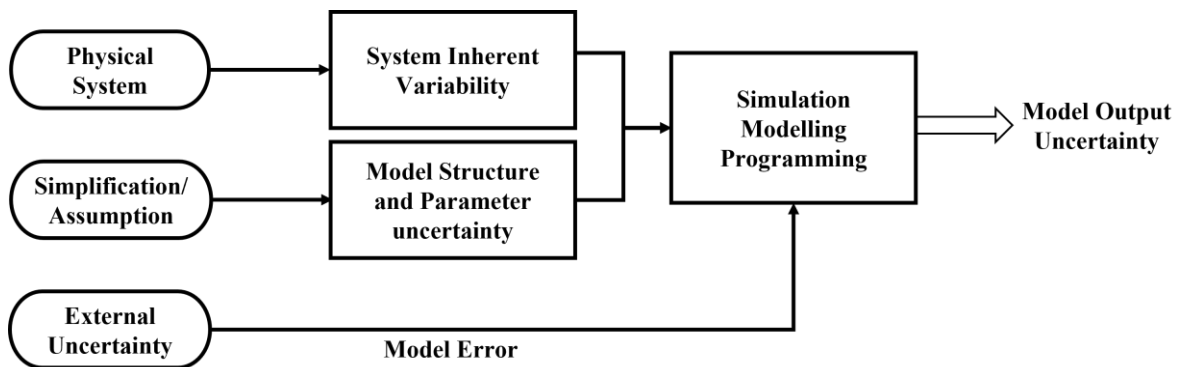 Physical
System
System Inherent
Variability
Simulation
Modelling
Programming
Model Output
Uncertainty
Simplification/
Assumption
Model Structure
and Parameter
uncertainty
External
Uncertainty
Model Error